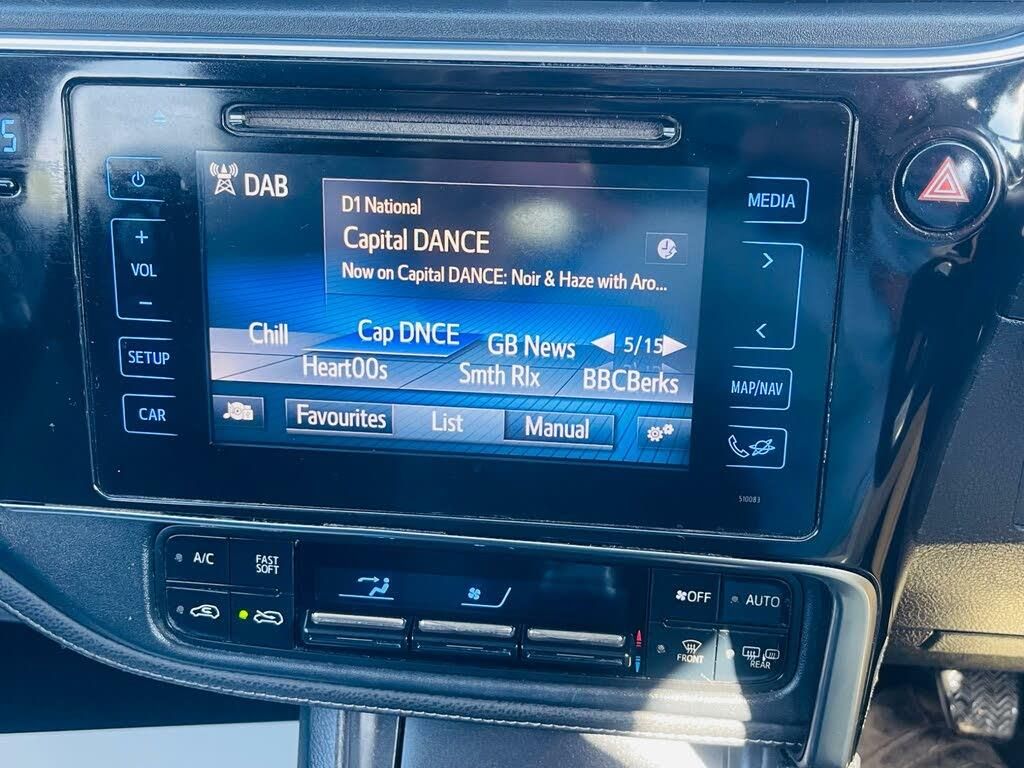 5
DAB
D1 National
Capital DANCE
Now on Capital DANCE: Noir & Haze with Aro...
Chill
Cap DNCE
GB News
5/15
Heart00s
Smth Rlx
BBCBerks
Favourites
List
Manual
+
VOL
-
SETUP
CAR
MEDIA
>
<
MAP/NAV
510083
A/C
FAST
SOFT
OFF
AUTO
FRONT
REAR